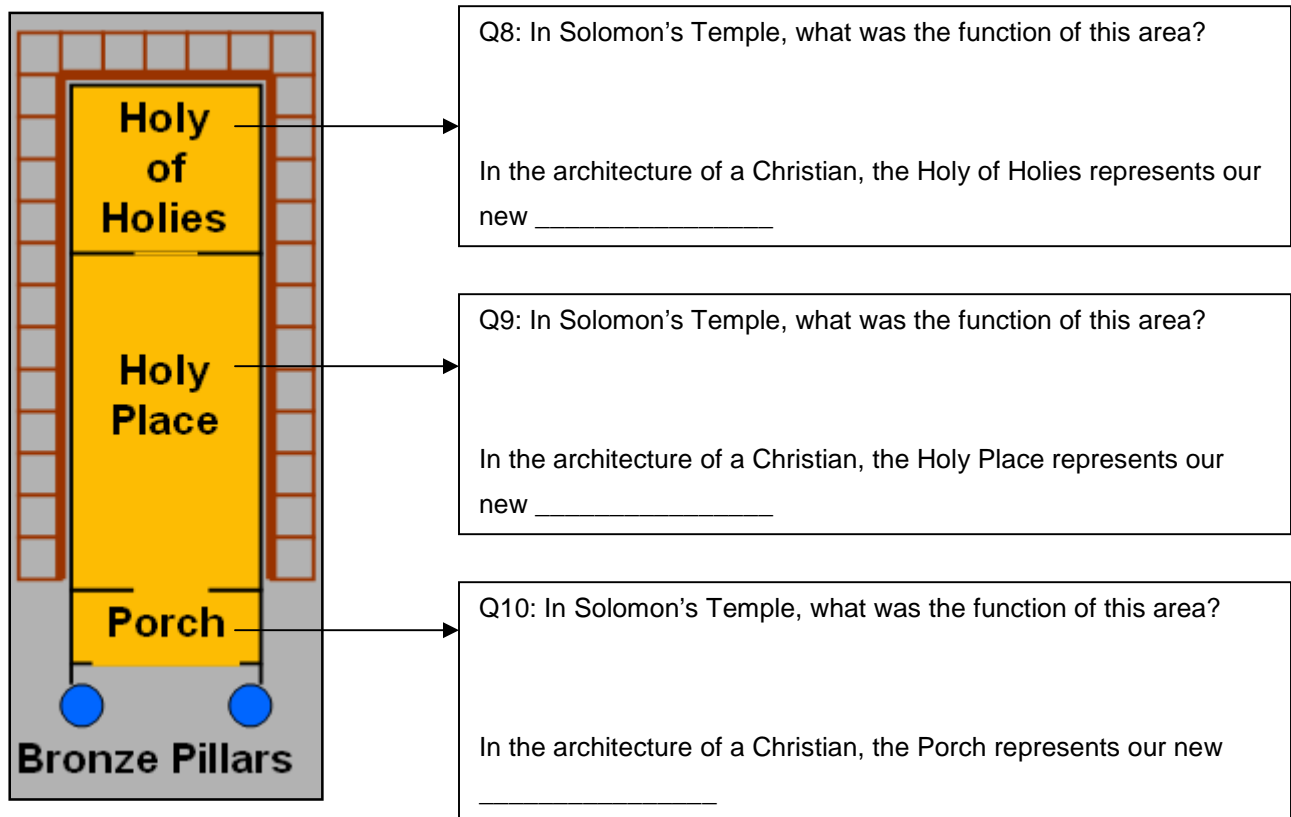 Holy
of
Holies
Holy
Place
Porch
Bronze Pillars
Q8: In Solomon’s Temple, what was the function of this area?
In the architecture of a Christian, the Holy of Holies represents our
new ________________
Q9: In Solomon’s Temple, what was the function of this area?
In the architecture of a Christian, the Holy Place represents our
new ________________
Q10: In Solomon’s Temple, what was the function of this area?
In the architecture of a Christian, the Porch represents our new
________________